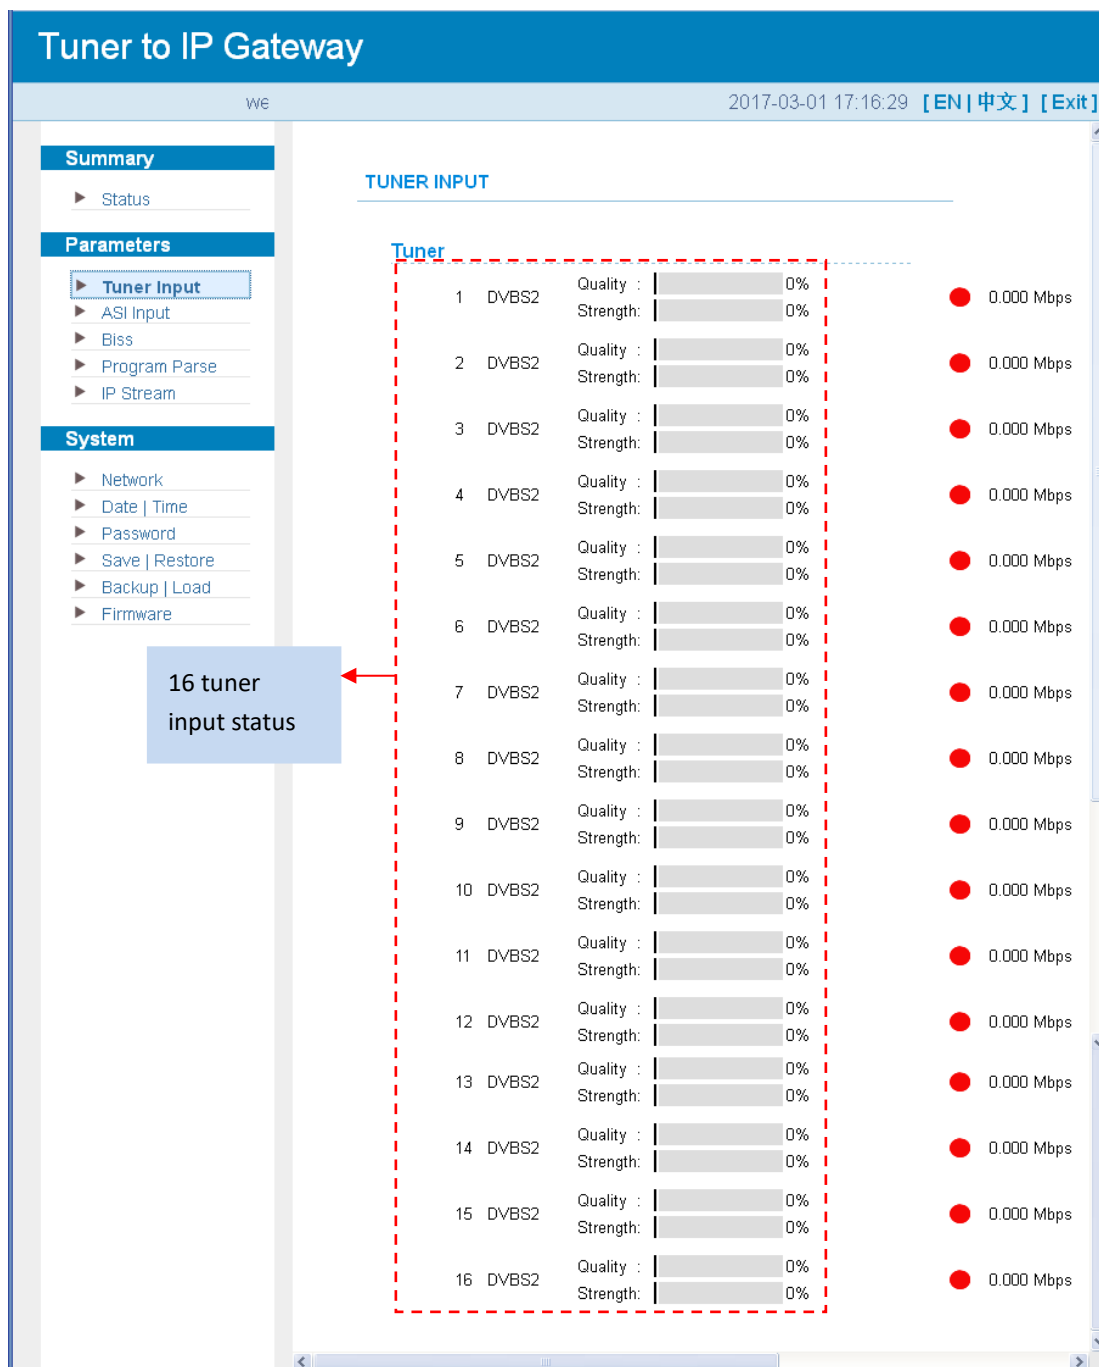 Tuner to IP Gateway
we 2017-03-01 17:16:29 [ EN | 中文 ] [ Exit ]
Summary
Status
Parameters
Tuner Input
ASI Input
Biss
Program Parse
IP Stream
System
Network
Date | Time
Password
Save | Restore
Backup | Load
Firmware
16 tuner
input status
TUNER INPUT
Tuner
1 DVBS2 Quality : 0%
Strength: 0%
0.000 Mbps
2 DVBS2 Quality : 0%
Strength: 0%
0.000 Mbps
3 DVBS2 Quality : 0%
Strength: 0%
0.000 Mbps
4 DVBS2 Quality : 0%
Strength: 0%
0.000 Mbps
5 DVBS2 Quality : 0%
Strength: 0%
0.000 Mbps
6 DVBS2 Quality : 0%
Strength: 0%
0.000 Mbps
7 DVBS2 Quality : 0%
Strength: 0%
0.000 Mbps
8 DVBS2 Quality : 0%
Strength: 0%
0.000 Mbps
9 DVBS2 Quality : 0%
Strength: 0%
0.000 Mbps
10 DVBS2 Quality : 0%
Strength: 0%
0.000 Mbps
11 DVBS2 Quality : 0%
Strength: 0%
0.000 Mbps
12 DVBS2 Quality : 0%
Strength: 0%
0.000 Mbps
13 DVBS2 Quality : 0%
Strength: 0%
0.000 Mbps
14 DVBS2 Quality : 0%
Strength: 0%
0.000 Mbps
15 DVBS2 Quality : 0%
Strength: 0%
0.000 Mbps
16 DVBS2 Quality : 0%
Strength: 0%
0.000 Mbps